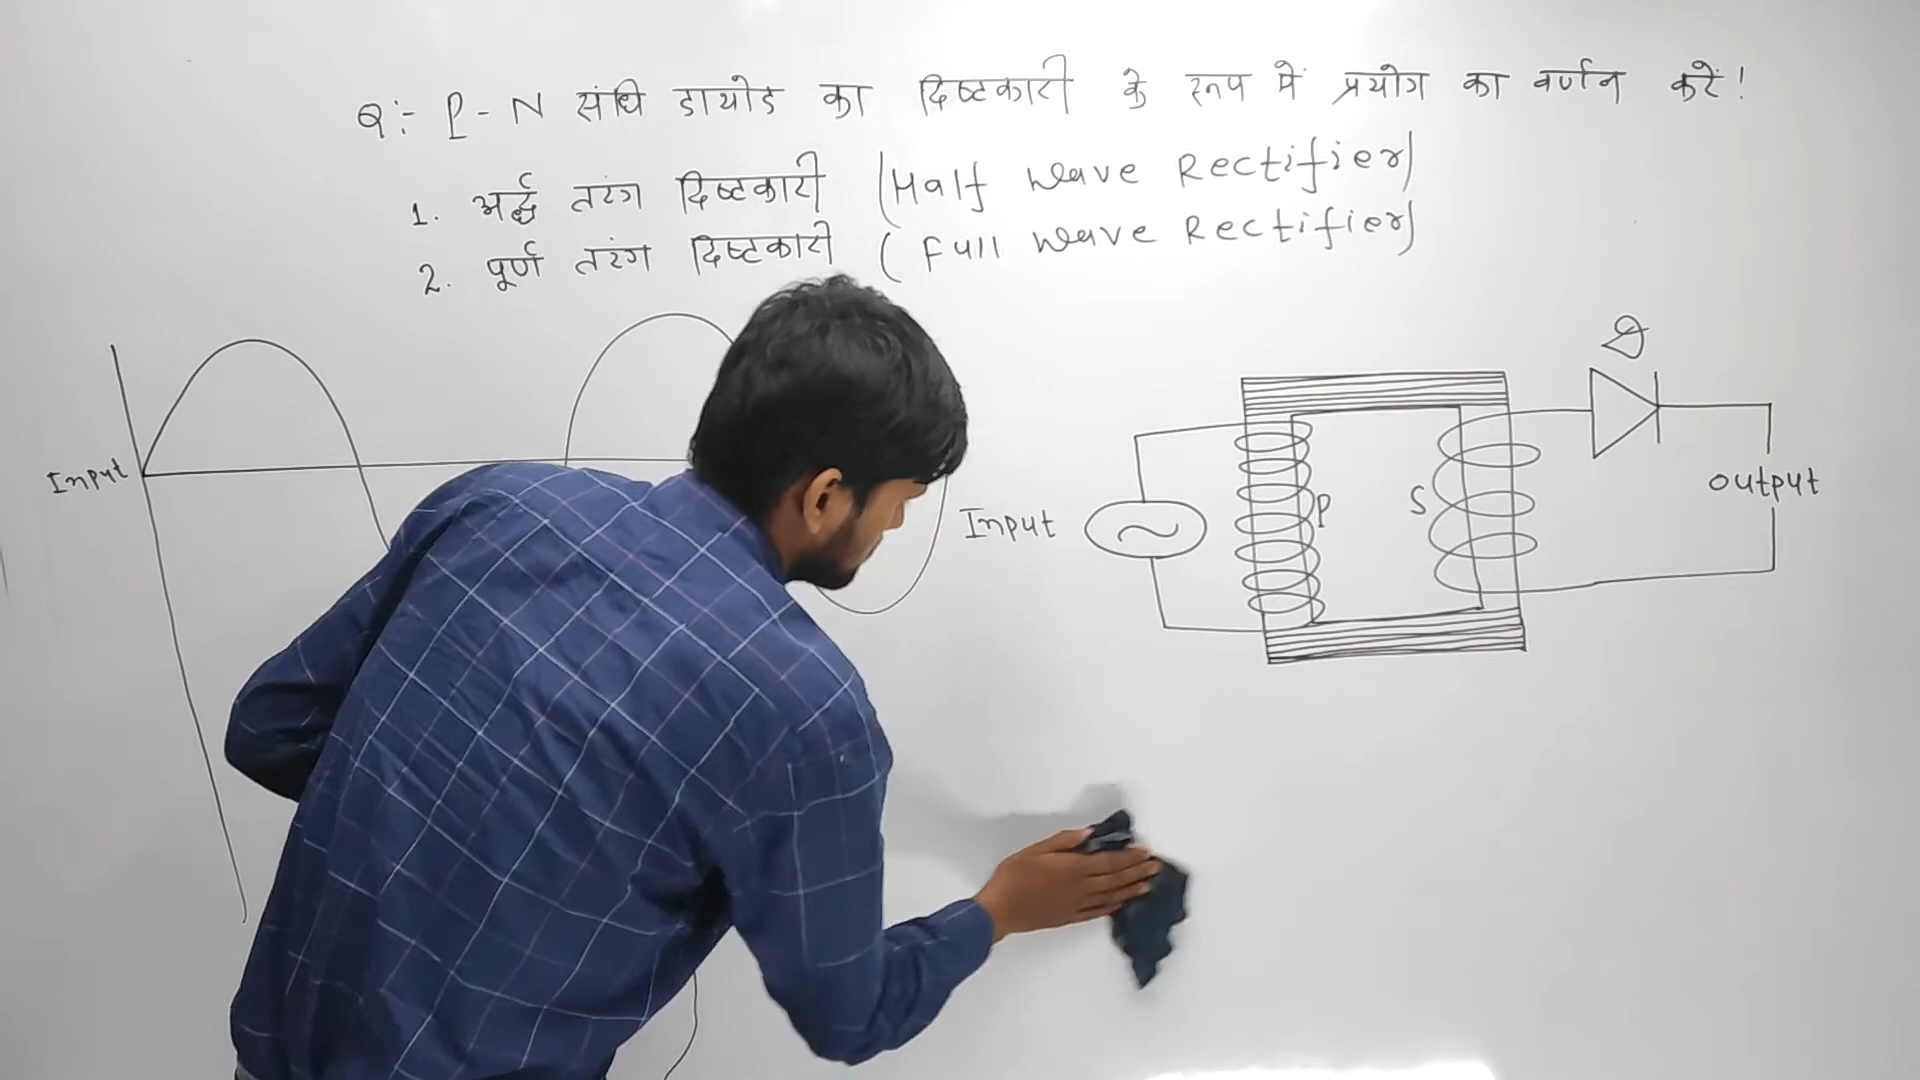 Q:- P-N संधि डायोड का दिष्टकारी के रूप में प्रयोग का वर्णन करें!
1. अर्द्ध तरंग दिष्टकारी (Half Wave Rectifier)
2. पूर्ण तरंग दिष्टकारी (Full Wave Rectifier)
D
Input
output
P
S
Input